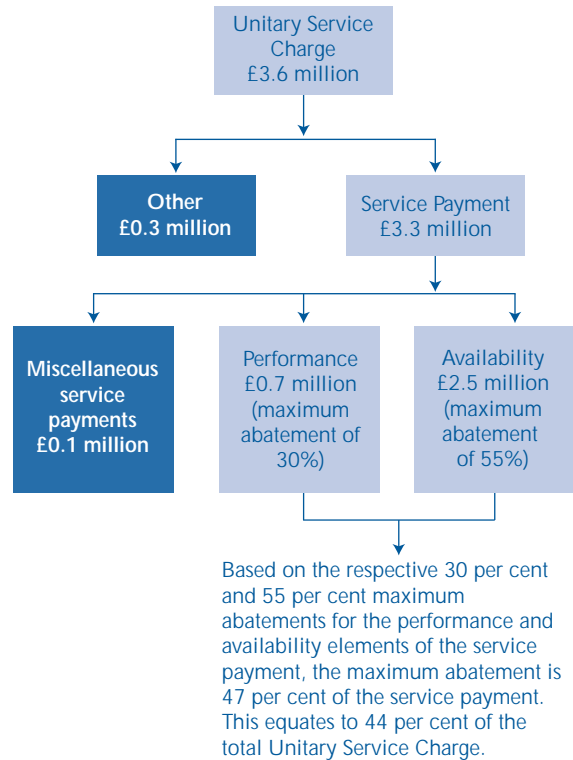 Unitary Service
Charge
£3.6 million
Other
£0.3 million
Service Payment
£3.3 million
Miscellaneous
service
payments
£0.1 million
Performance
£0.7 million
(maximum
abatement of
30%)
Availability
£2.5 million
(maximum
abatement
of 55%)
Based on the respective 30 per cent
and 55 per cent maximum
abatements for the performance and
availability elements of the service
payment, the maximum abatement is
47 per cent of the service payment.
This equates to 44 per cent of the
total Unitary Service Charge.